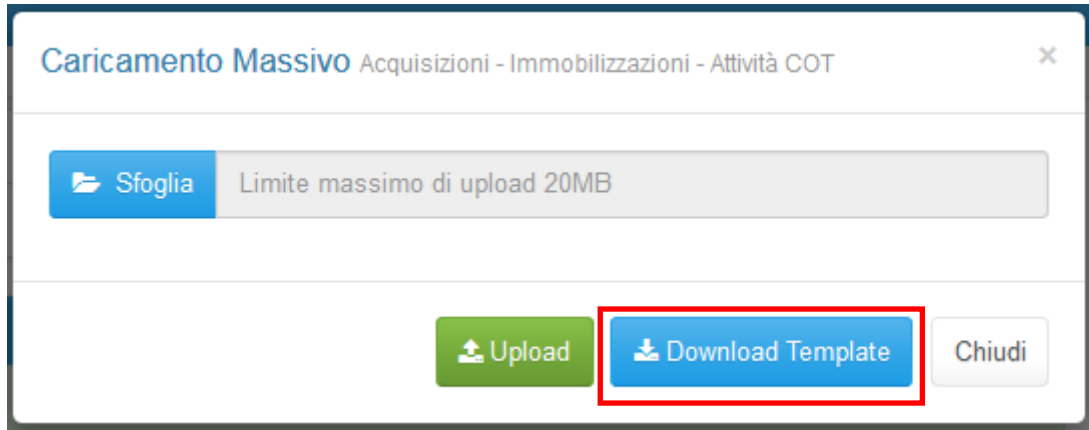 Caricamento Massivo Acquisizioni - Immobilizzazioni - Attività COT ×
Sfoglia Limite massimo di upload 20MB
Upload Download Template Chiudi